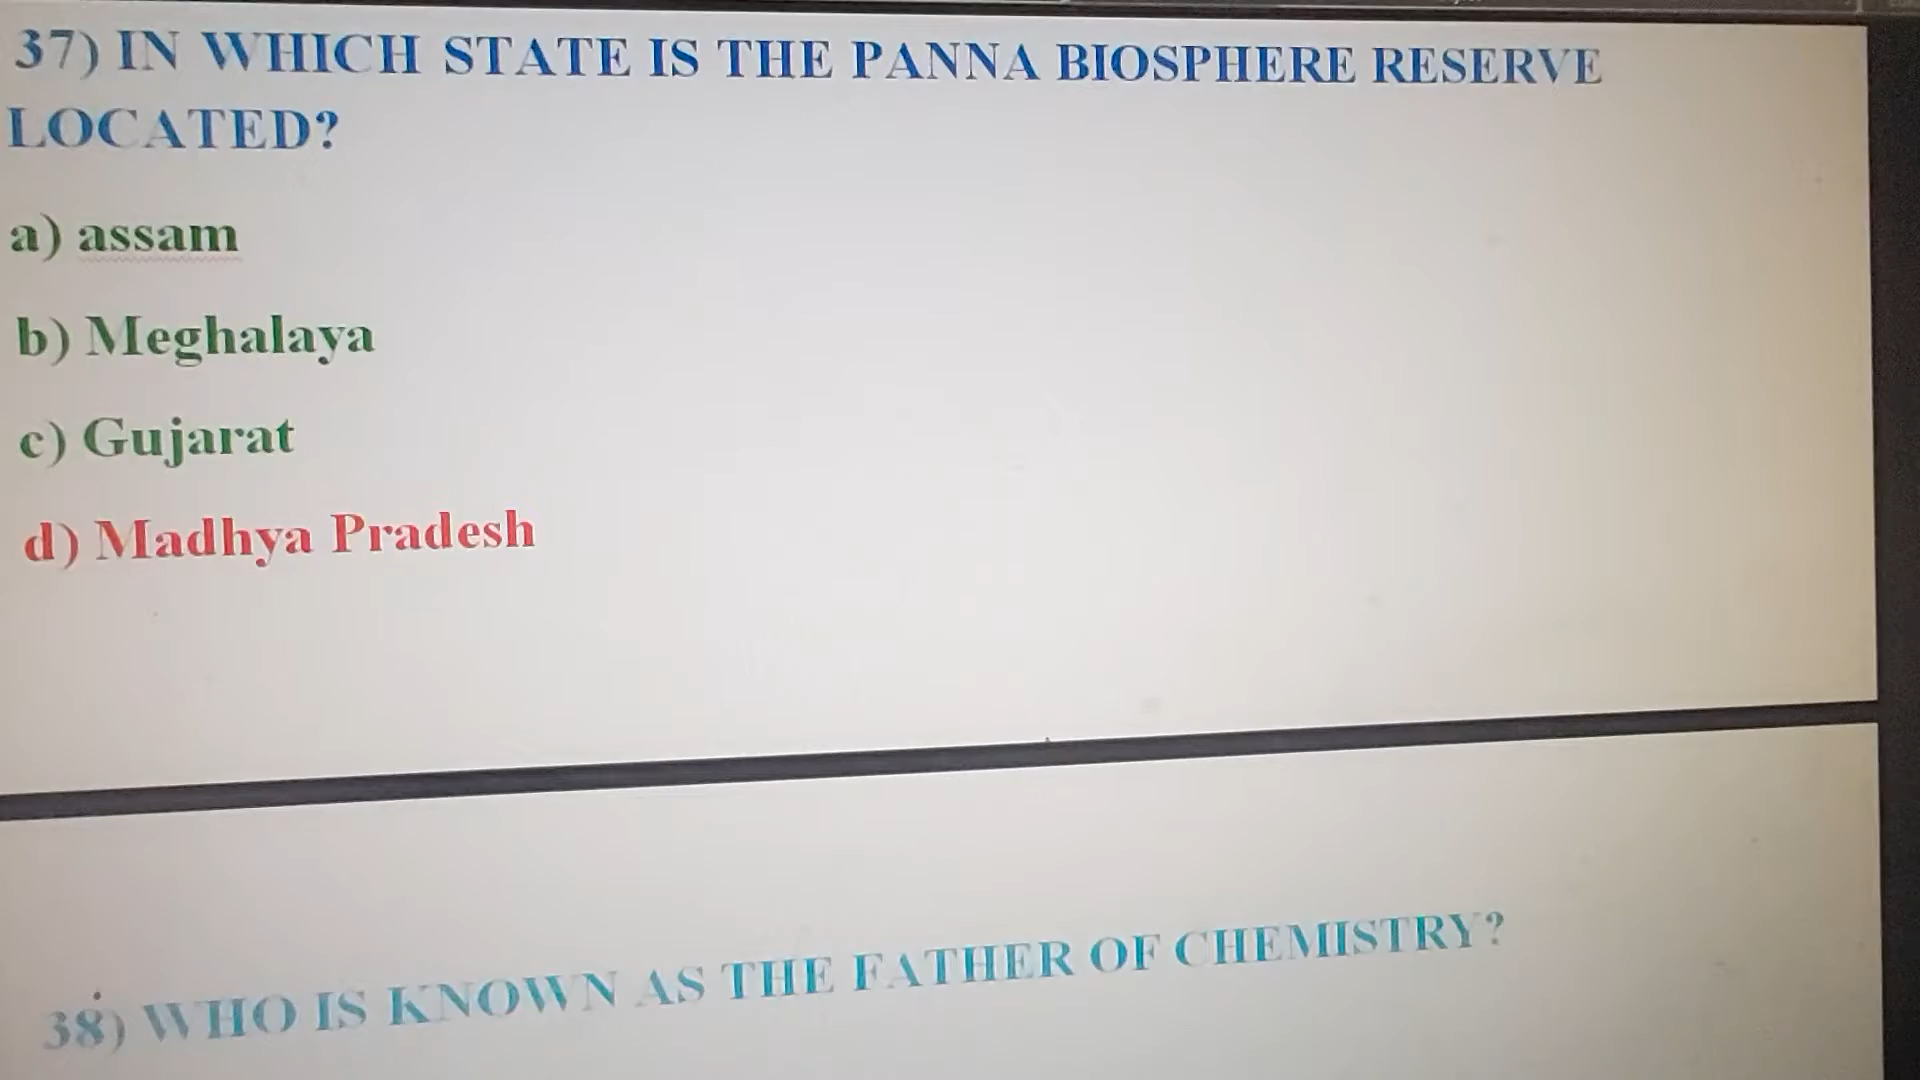 37) IN WHICH STATE IS THE PANNA BIOSPHERE RESERVE
LOCATED?
a) assam
b) Meghalaya
c) Gujarat
d) Madhya Pradesh
38) WHO IS KNOWN AS THE FATHER OF CHEMISTRY?